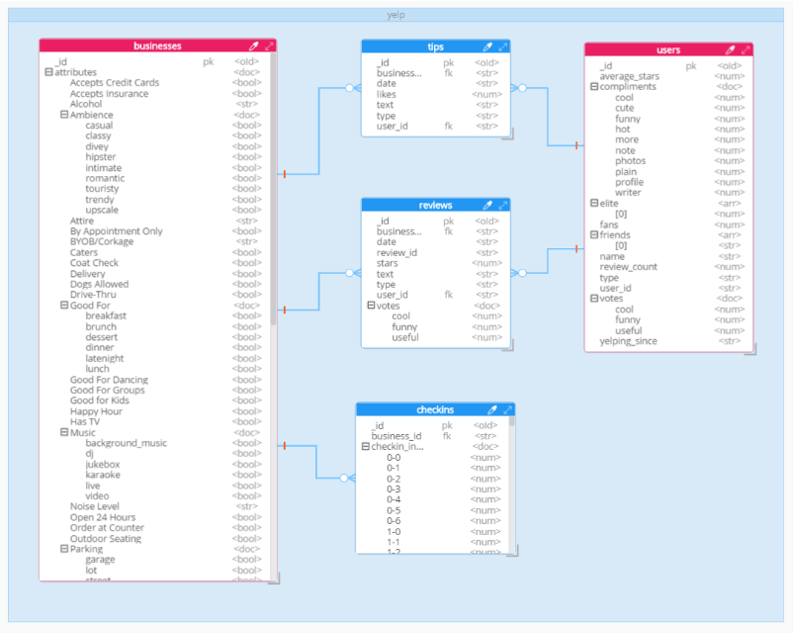 yelp
businesses
_id pk <old>
attributes <doc>
Accepts Credit Cards <bool>
Accepts Insurance <bool>
Alcohol <str>
Ambience <doc>
casual <bool>
classy <bool>
divey <bool>
hipster <bool>
intimate <bool>
romantic <bool>
touristy <bool>
trendy <bool>
upscale <bool>
Attire <str>
By Appointment Only <bool>
BYOB/Corkage <str>
Caters <bool>
Coat Check <bool>
Delivery <bool>
Dogs Allowed <bool>
Drive-Thru <bool>
Good For <doc>
breakfast <bool>
brunch <bool>
dessert <bool>
dinner <bool>
latenight <bool>
lunch <bool>
Good For Dancing <bool>
Good For Groups <bool>
Good for Kids <bool>
Happy Hour <bool>
Has TV <bool>
Music <doc>
background_music <bool>
dj <bool>
jukebox <bool>
karaoke <bool>
live <bool>
video <bool>
Noise Level <str>
Open 24 Hours <bool>
Order at Counter <bool>
Outdoor Seating <bool>
Parking <doc>
garage <bool>
lot <bool>
street <bool>
tips
_id pk <old>
business... fk <str>
date <str>
likes <num>
text <str>
type <str>
user_id fk <str>
reviews
_id pk <old>
business... fk <str>
date <str>
review_id <str>
stars <num>
text <str>
type <str>
user_id fk <str>
votes <doc>
cool <num>
funny <num>
useful <num>
checkins
_id pk <old>
business_id fk <str>
checkin_in... <doc>
0-0 <num>
0-1 <num>
0-2 <num>
0-3 <num>
0-4 <num>
0-5 <num>
0-6 <num>
1-0 <num>
1-1 <num>
1-2 <num>
users
_id pk <old>
average_stars <num>
compliments <doc>
cool <num>
cute <num>
funny <num>
hot <num>
more <num>
note <num>
photos <num>
plain <num>
profile <num>
writer <num>
elite <arr>
[0] <num>
fans <num>
friends <arr>
[0] <str>
name <str>
review_count <num>
type <str>
user_id <str>
votes <doc>
cool <num>
funny <num>
useful <num>
yelping_since <str>